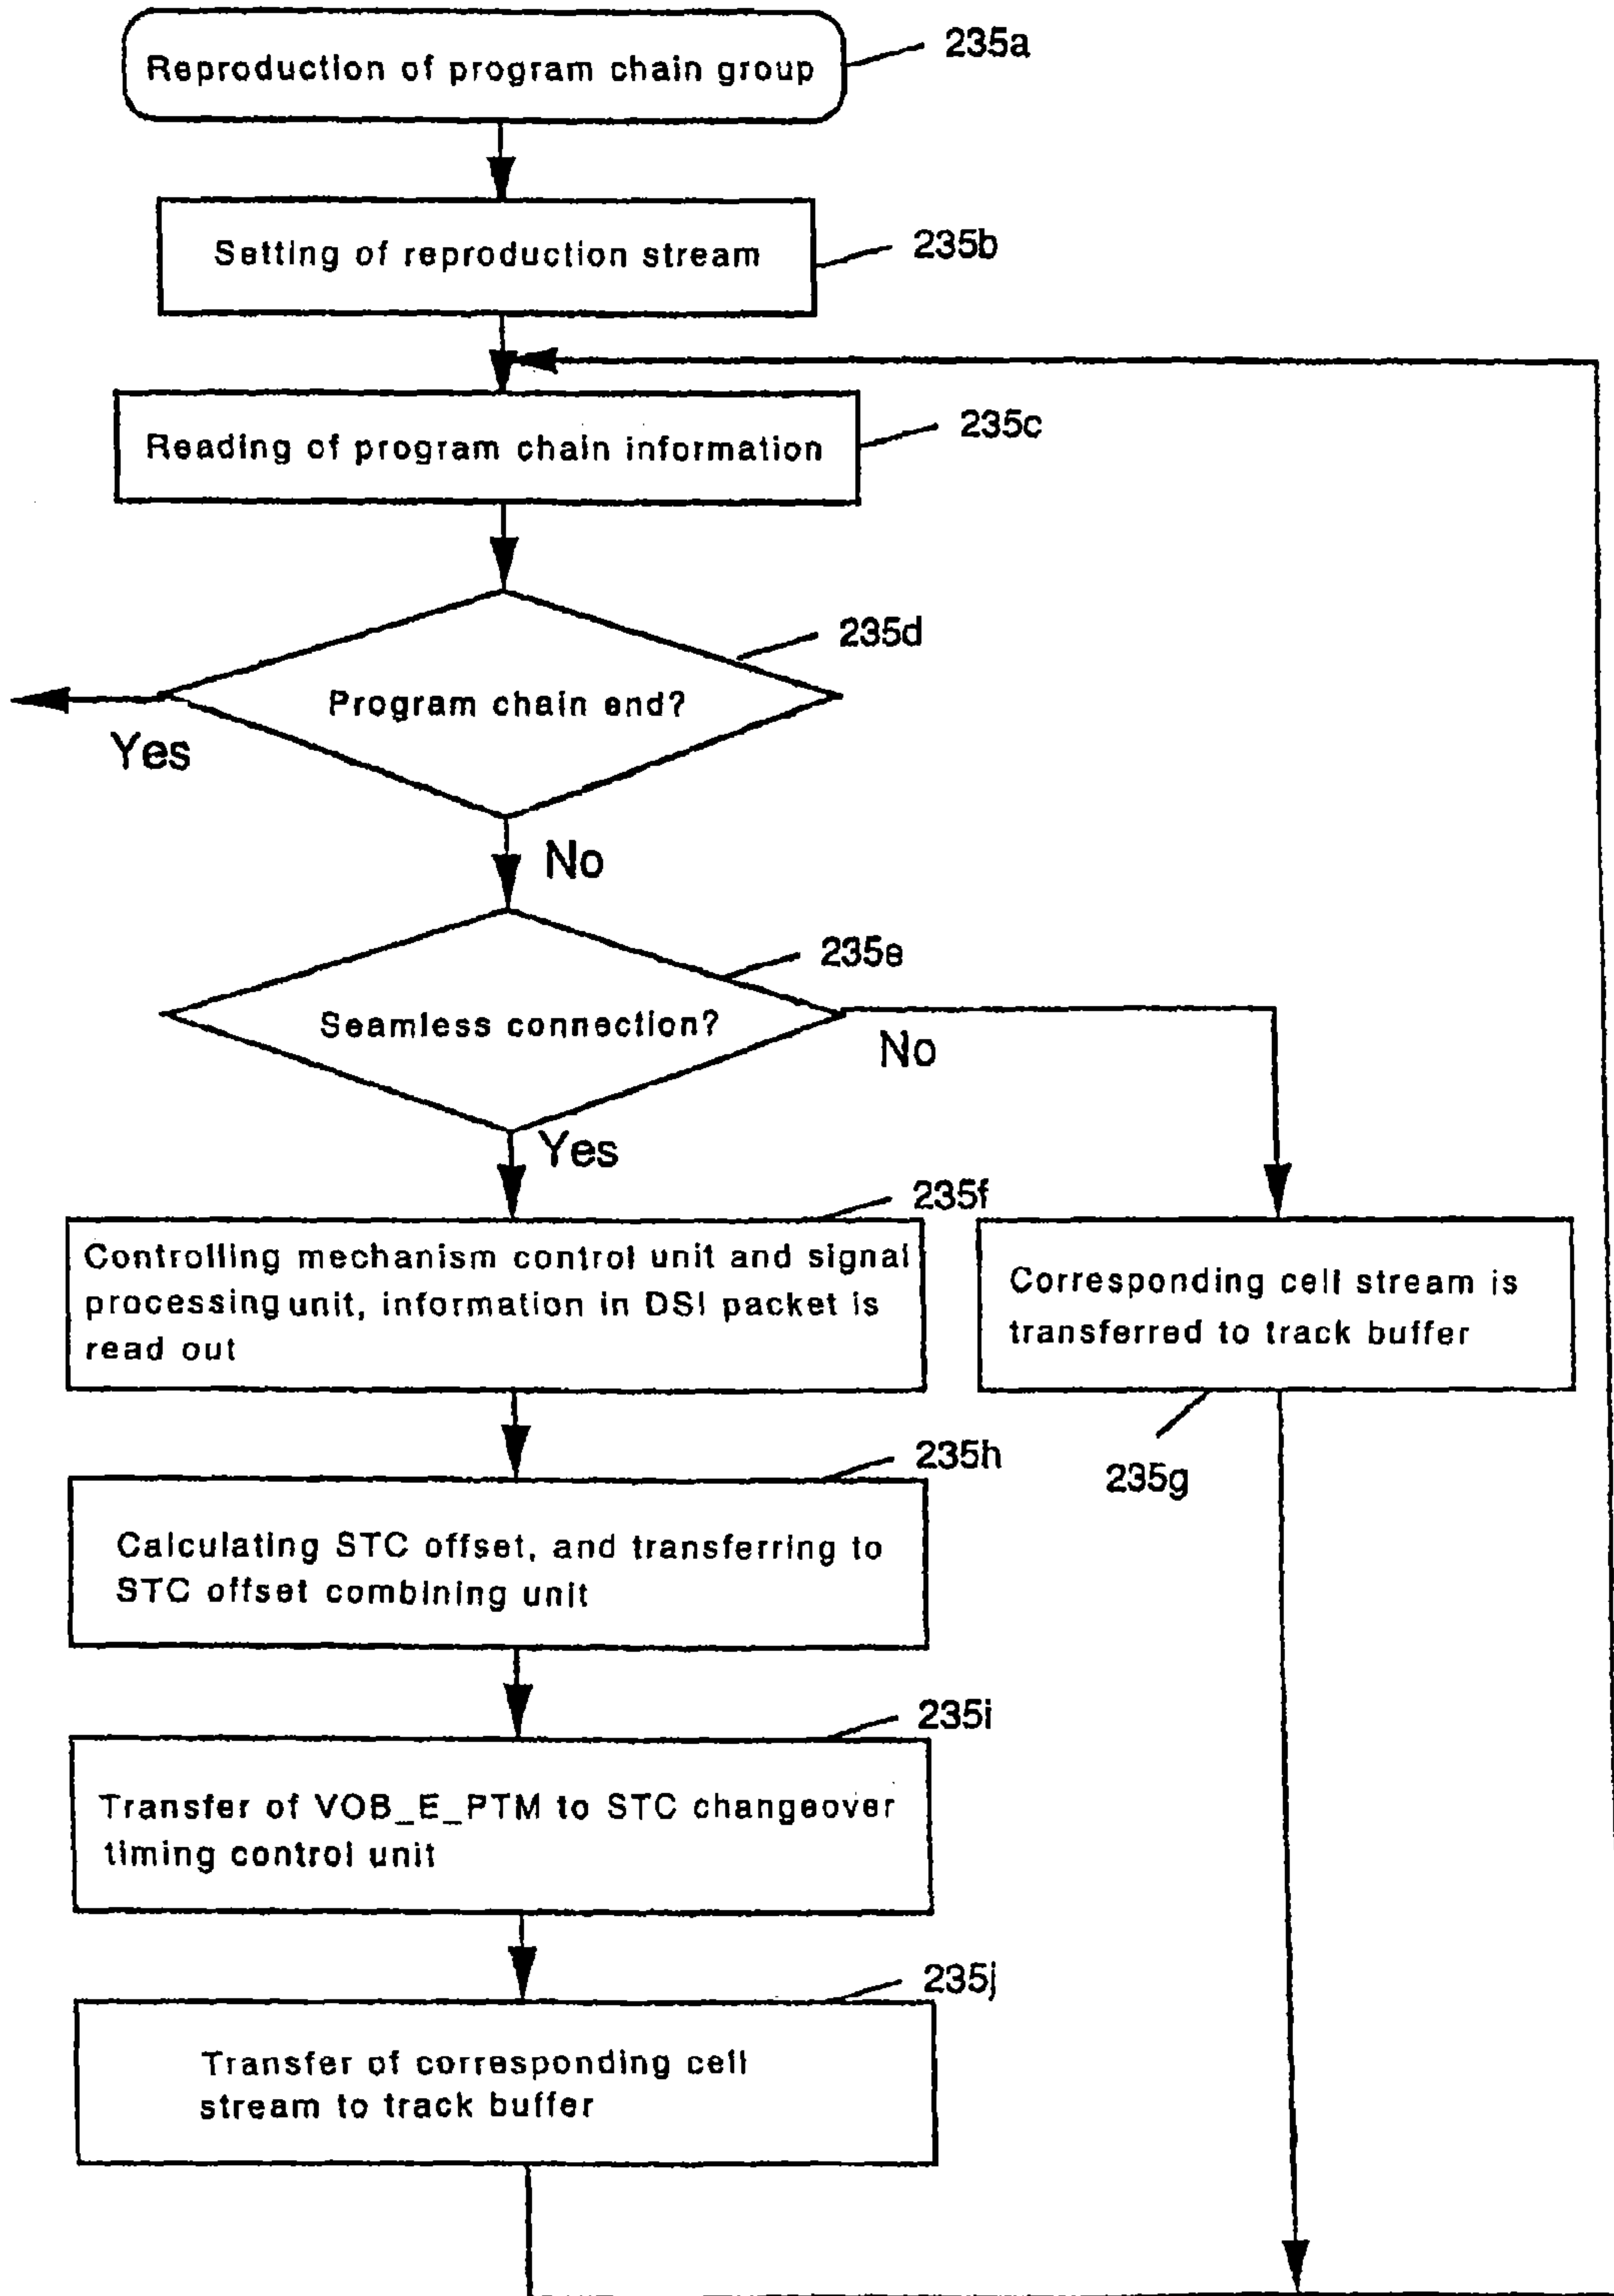 Reproduction of program chain group
235a
Setting of reproduction stream
235b
Reading of program chain information
235c
235d
Program chain end?
Yes
No
235e
Seamless connection?
No
Yes
235f
Controlling mechanism control unit and signal
processing unit, information in DSI packet is
read out
Corresponding cell stream is
transferred to track buffer
235g
235h
Calculating STC offset, and transferring to
STC offset combining unit
235i
Transfer of VOB_E_PTM to STC changeover
timing control unit
235j
Transfer of corresponding cell
stream to track buffer